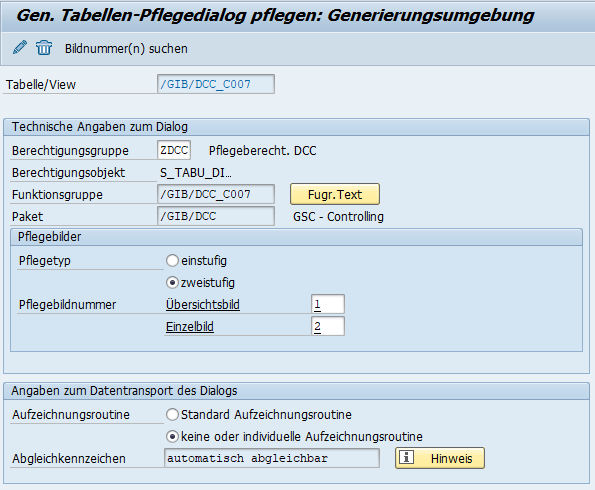 Gen. Tabellen-Pflegedialog pflegen: Generierungsumgebung
Bildnummer(n) suchen
Tabelle/View /GIB/DCC_C007
Technische Angaben zum Dialog
Berechtigungsgruppe ZDCC Pflegeberecht. DCC
Berechtigungsobjekt S_TABU_DI…
Funktionsgruppe /GIB/DCC_C007 Fugr.Text
Paket /GIB/DCC GSC - Controlling
Pflegebilder
Pflegetyp einstufig
zweistufig
Pflegebildnummer Übersichtsbild 1
Einzelbild 2
Angaben zum Datentransport des Dialogs
Aufzeichnungsroutine Standard Aufzeichnungsroutine
keine oder individuelle Aufzeichnungsroutine
Abgleichkennzeichen automatisch abgleichbar Hinweis